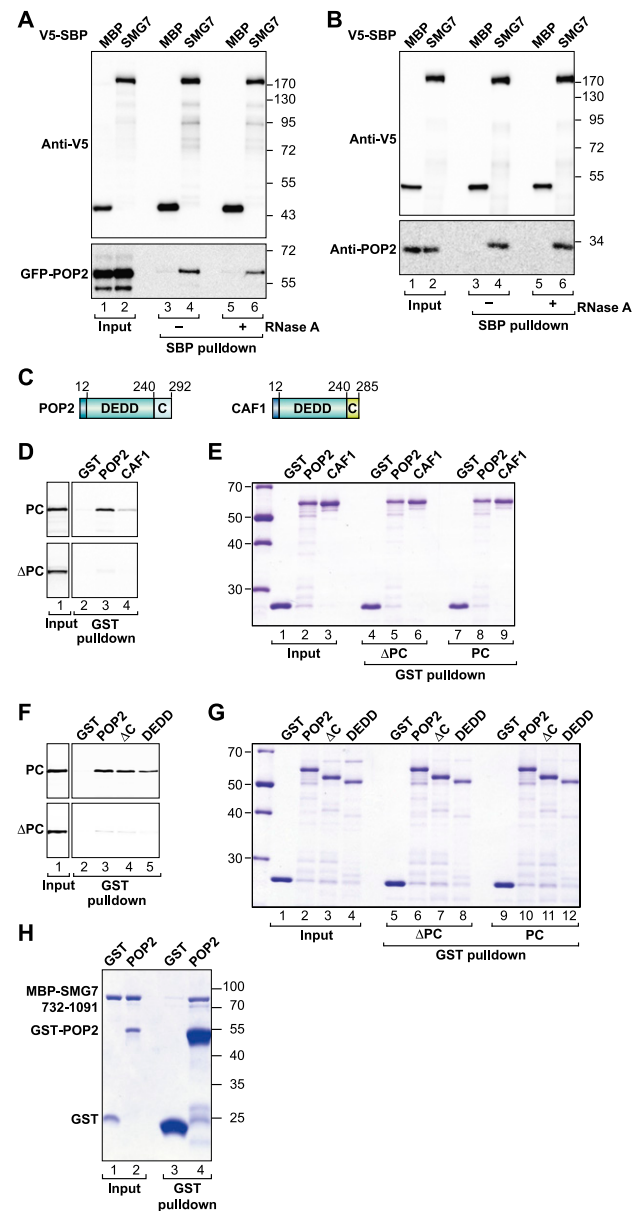 A
V5-SBP
MBP SMG7 MBP SMG7 MBP SMG7
Anti-V5
170
130
95
72
55
43
GFP-POP2
72
55
1 2 3 4 5 6
Input − + RNase A
SBP pulldown
B
V5-SBP
MBP SMG7 MBP SMG7 MBP SMG7
Anti-V5
170
130
95
72
55
Anti-POP2
34
1 2 3 4 5 6
Input − + RNase A
SBP pulldown
C
12 240 292
POP2 DEDD C
12 240 285
CAF1 DEDD C
D
GST POP2 CAF1
PC
ΔPC
1 2 3 4
Input GST
pulldown
E
GST POP2 CAF1 GST POP2 CAF1 GST POP2 CAF1
70
50
40
30
1 2 3 4 5 6 7 8 9
Input ΔPC PC
GST pulldown
F
GST POP2 ΔC DEDD
PC
ΔPC
1 2 3 4 5
Input GST
pulldown
G
GST POP2 ΔC DEDD GST POP2 ΔC DEDD GST POP2 ΔC DEDD
70
50
40
30
1 2 3 4 5 6 7 8 9 10 11 12
Input ΔPC PC
GST pulldown
H
GST POP2 GST POP2
MBP-SMG7
732-1091
GST-POP2
GST
100
70
55
40
35
25
1 2 3 4
Input GST
pulldown